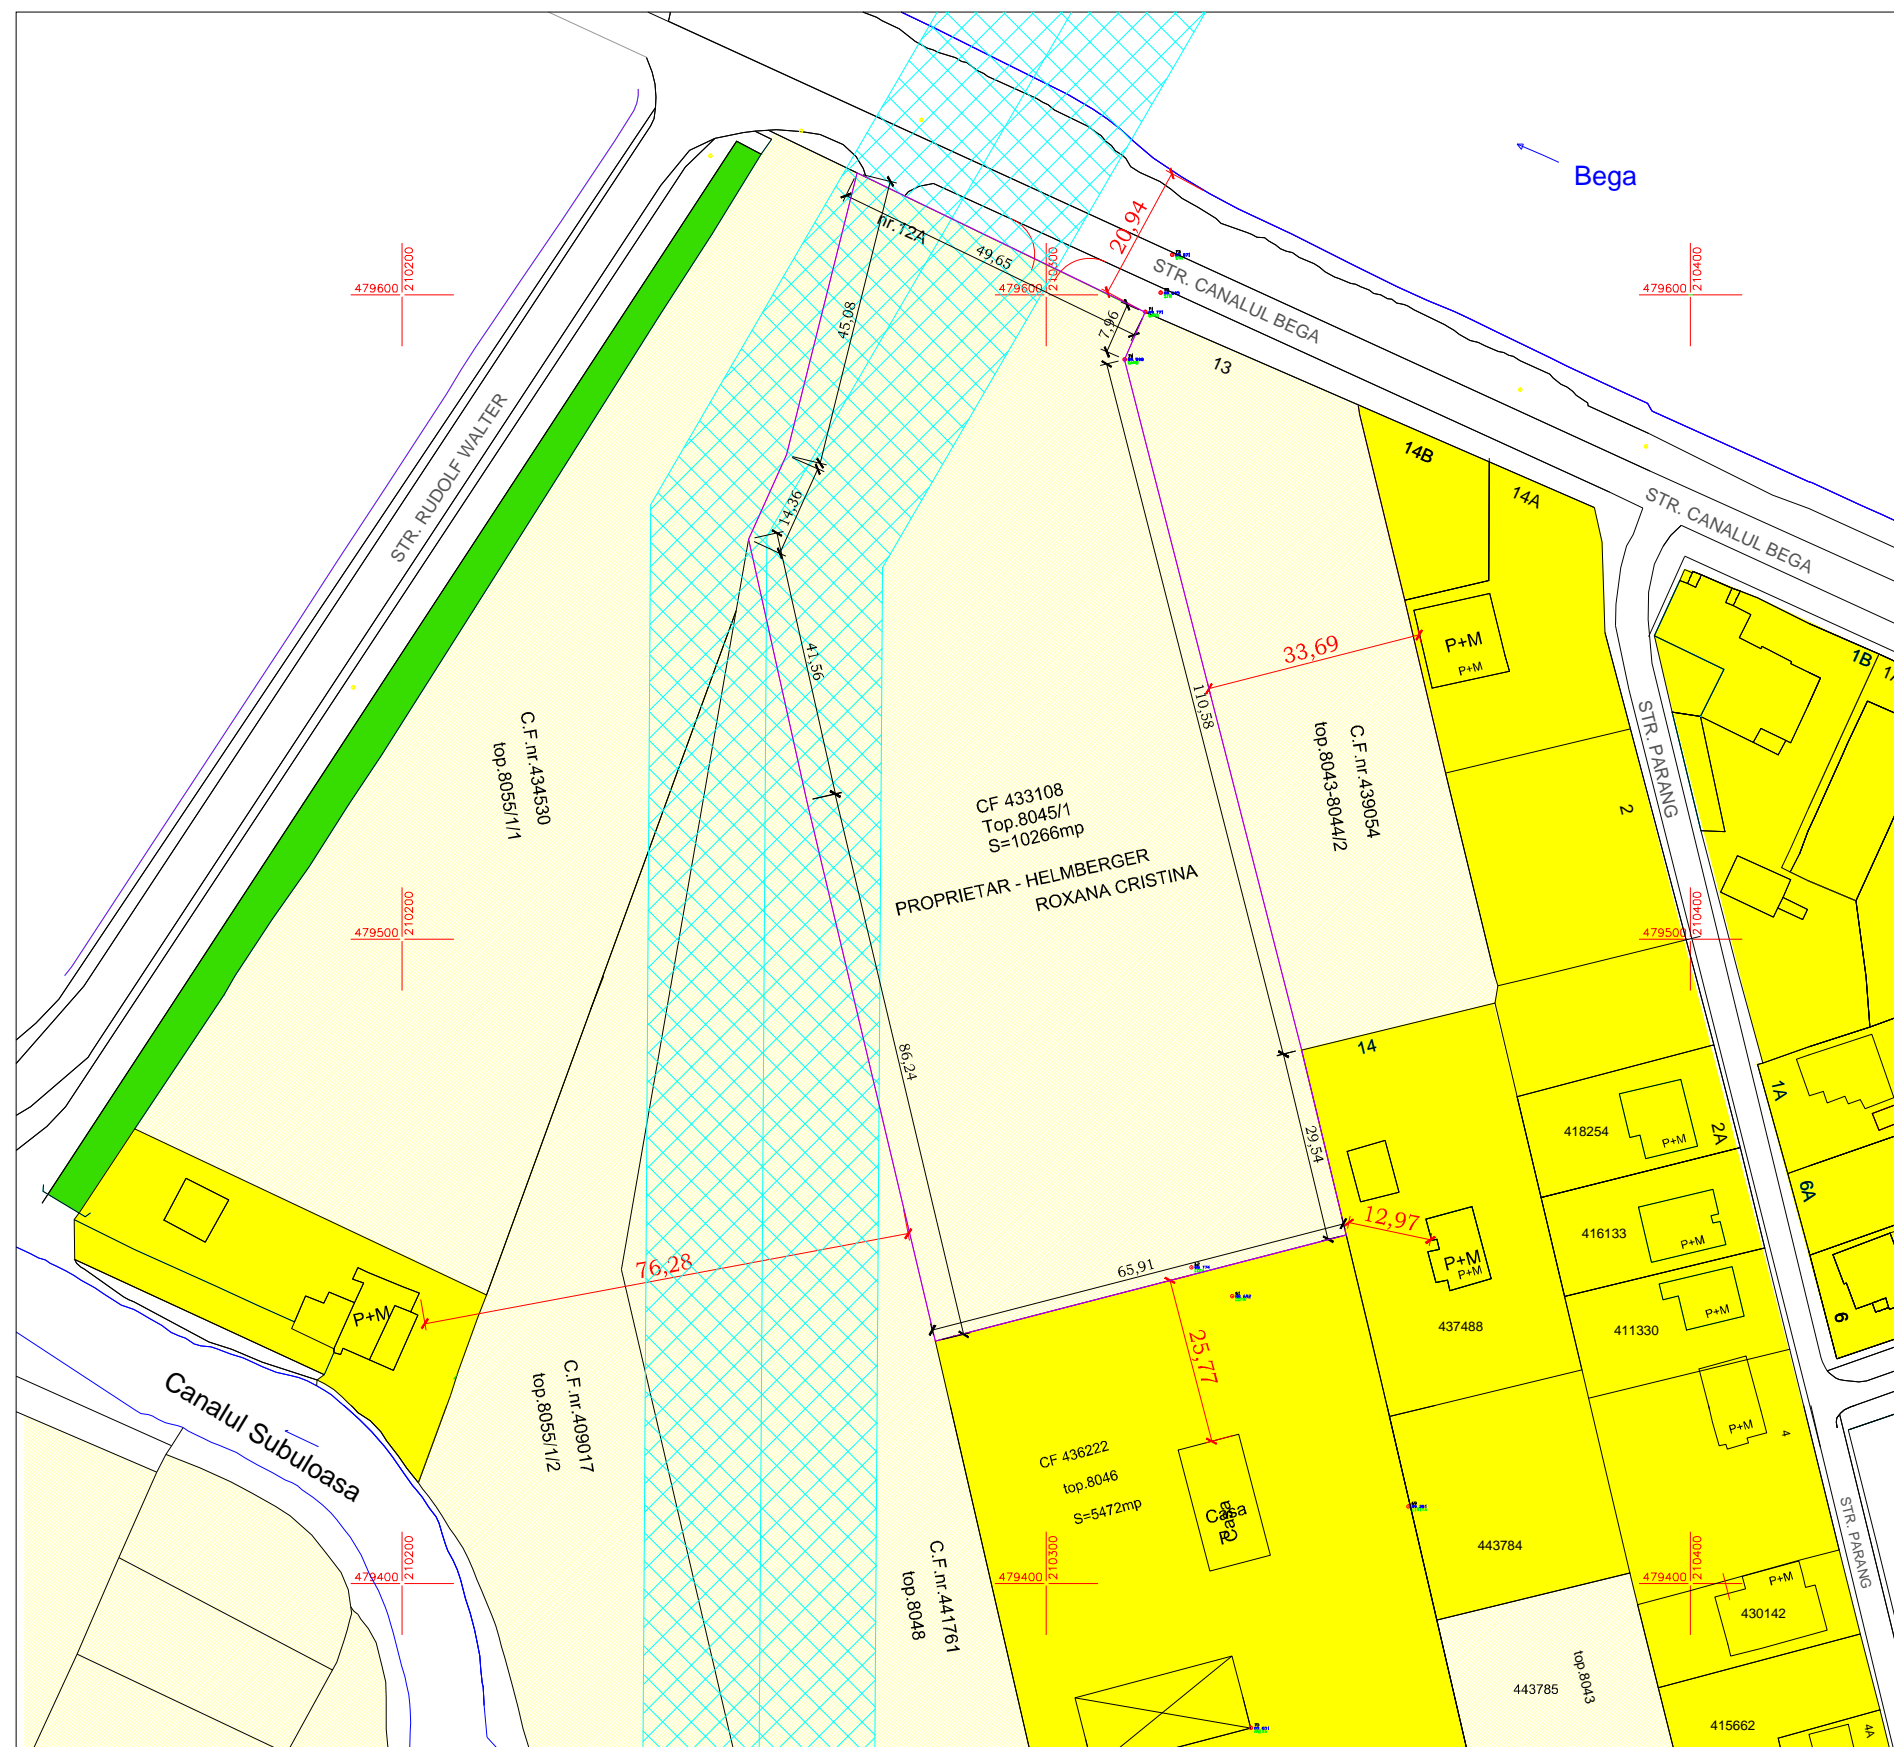 Bega
20,94
nr.12A
49,65
45,08
7,96
14,36
479600
210200
479600
210300
479600
210400
STR. CANALUL BEGA
13
14B
14A
STR. CANALUL BEGA
STR. RUDOLF WALTER
41,56
33,69
110,58
P+M
P+M
1B
STR. PARANG
2
C.F.nr.434530
top.8055/1/1
CF 433108
Top.8045/1
S=10266mp
PROPRIETAR - HELMBERGER
ROXANA CRISTINA
C.F.nr.439054
top.8043-8044/2
479500
210200
479500
210400
86,24
14
29,54
418254
P+M
2A
1A
6A
416133
P+M
12,97
P+M
P+M
76,28
65,91
P+M
437488
411330
P+M
6
25,77
Canalul Subuloasa
C.F.nr.409017
top.8055/1/2
CF 436222
top.8046
S=5472mp
Casa
P
Casa
P+M
4
STR. PARANG
443784
C.F.nr.441761
top.8048
479400
210200
479400
210300
479400
210400
P+M
430142
443785
top.8043
415662
4A